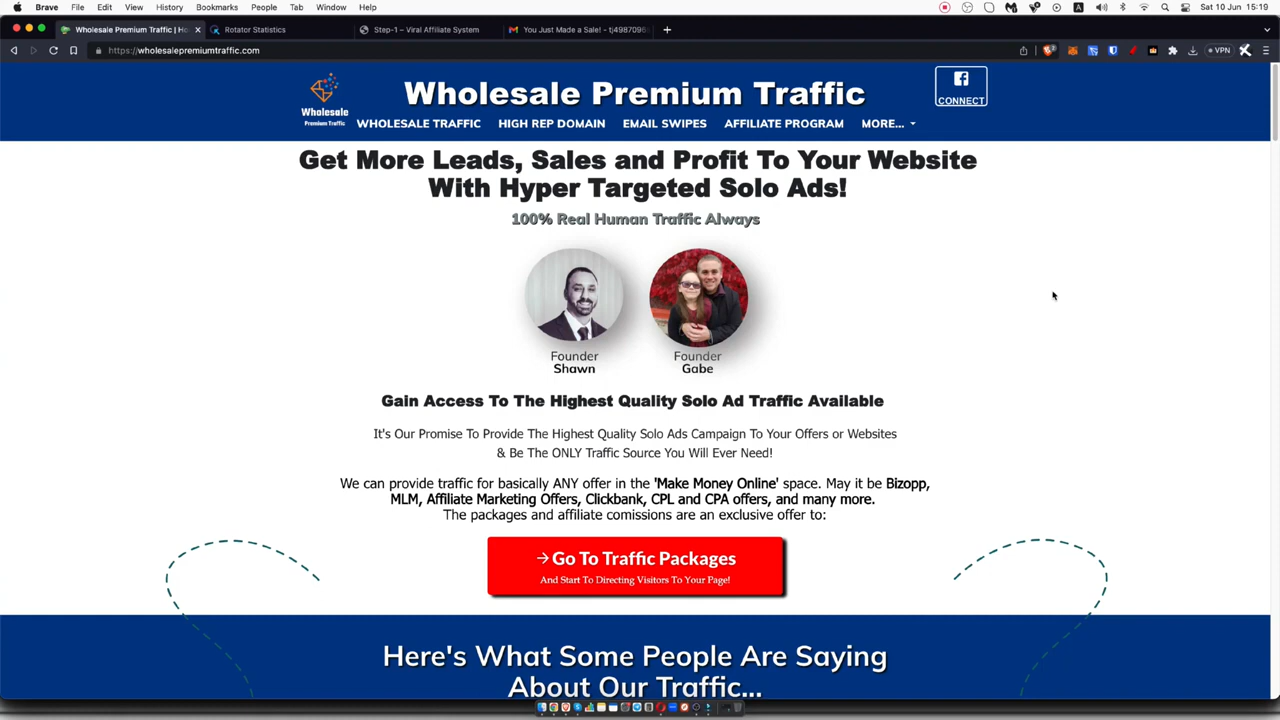 Brave File Edit View History Bookmarks People Tab Window Help
Sat 10 Jun 15:19
Wholesale Premium Traffic | Ho
Rotator Statistics
Step-1 – Viral Affiliate System
You Just Made a Sale! - tj498709
https://wholesalepremiumtraffic.com
VPN
Wholesale
Premium Traffic
Wholesale Premium Traffic
CONNECT
WHOLESALE TRAFFIC HIGH REP DOMAIN EMAIL SWIPES AFFILIATE PROGRAM MORE...
Get More Leads, Sales and Profit To Your Website
With Hyper Targeted Solo Ads!
100% Real Human Traffic Always
Founder
Shawn
Founder
Gabe
Gain Access To The Highest Quality Solo Ad Traffic Available
It's Our Promise To Provide The Highest Quality Solo Ads Campaign To Your Offers or Websites
& Be The ONLY Traffic Source You Will Ever Need!
We can provide traffic for basically ANY offer in the 'Make Money Online' space. May it be Bizopp,
MLM, Affiliate Marketing Offers, Clickbank, CPL and CPA offers, and many more.
The packages and affiliate comissions are an exclusive offer to:
→Go To Traffic Packages
And Start To Directing Visitors To Your Page!
Here's What Some People Are Saying
About Our Traffic...